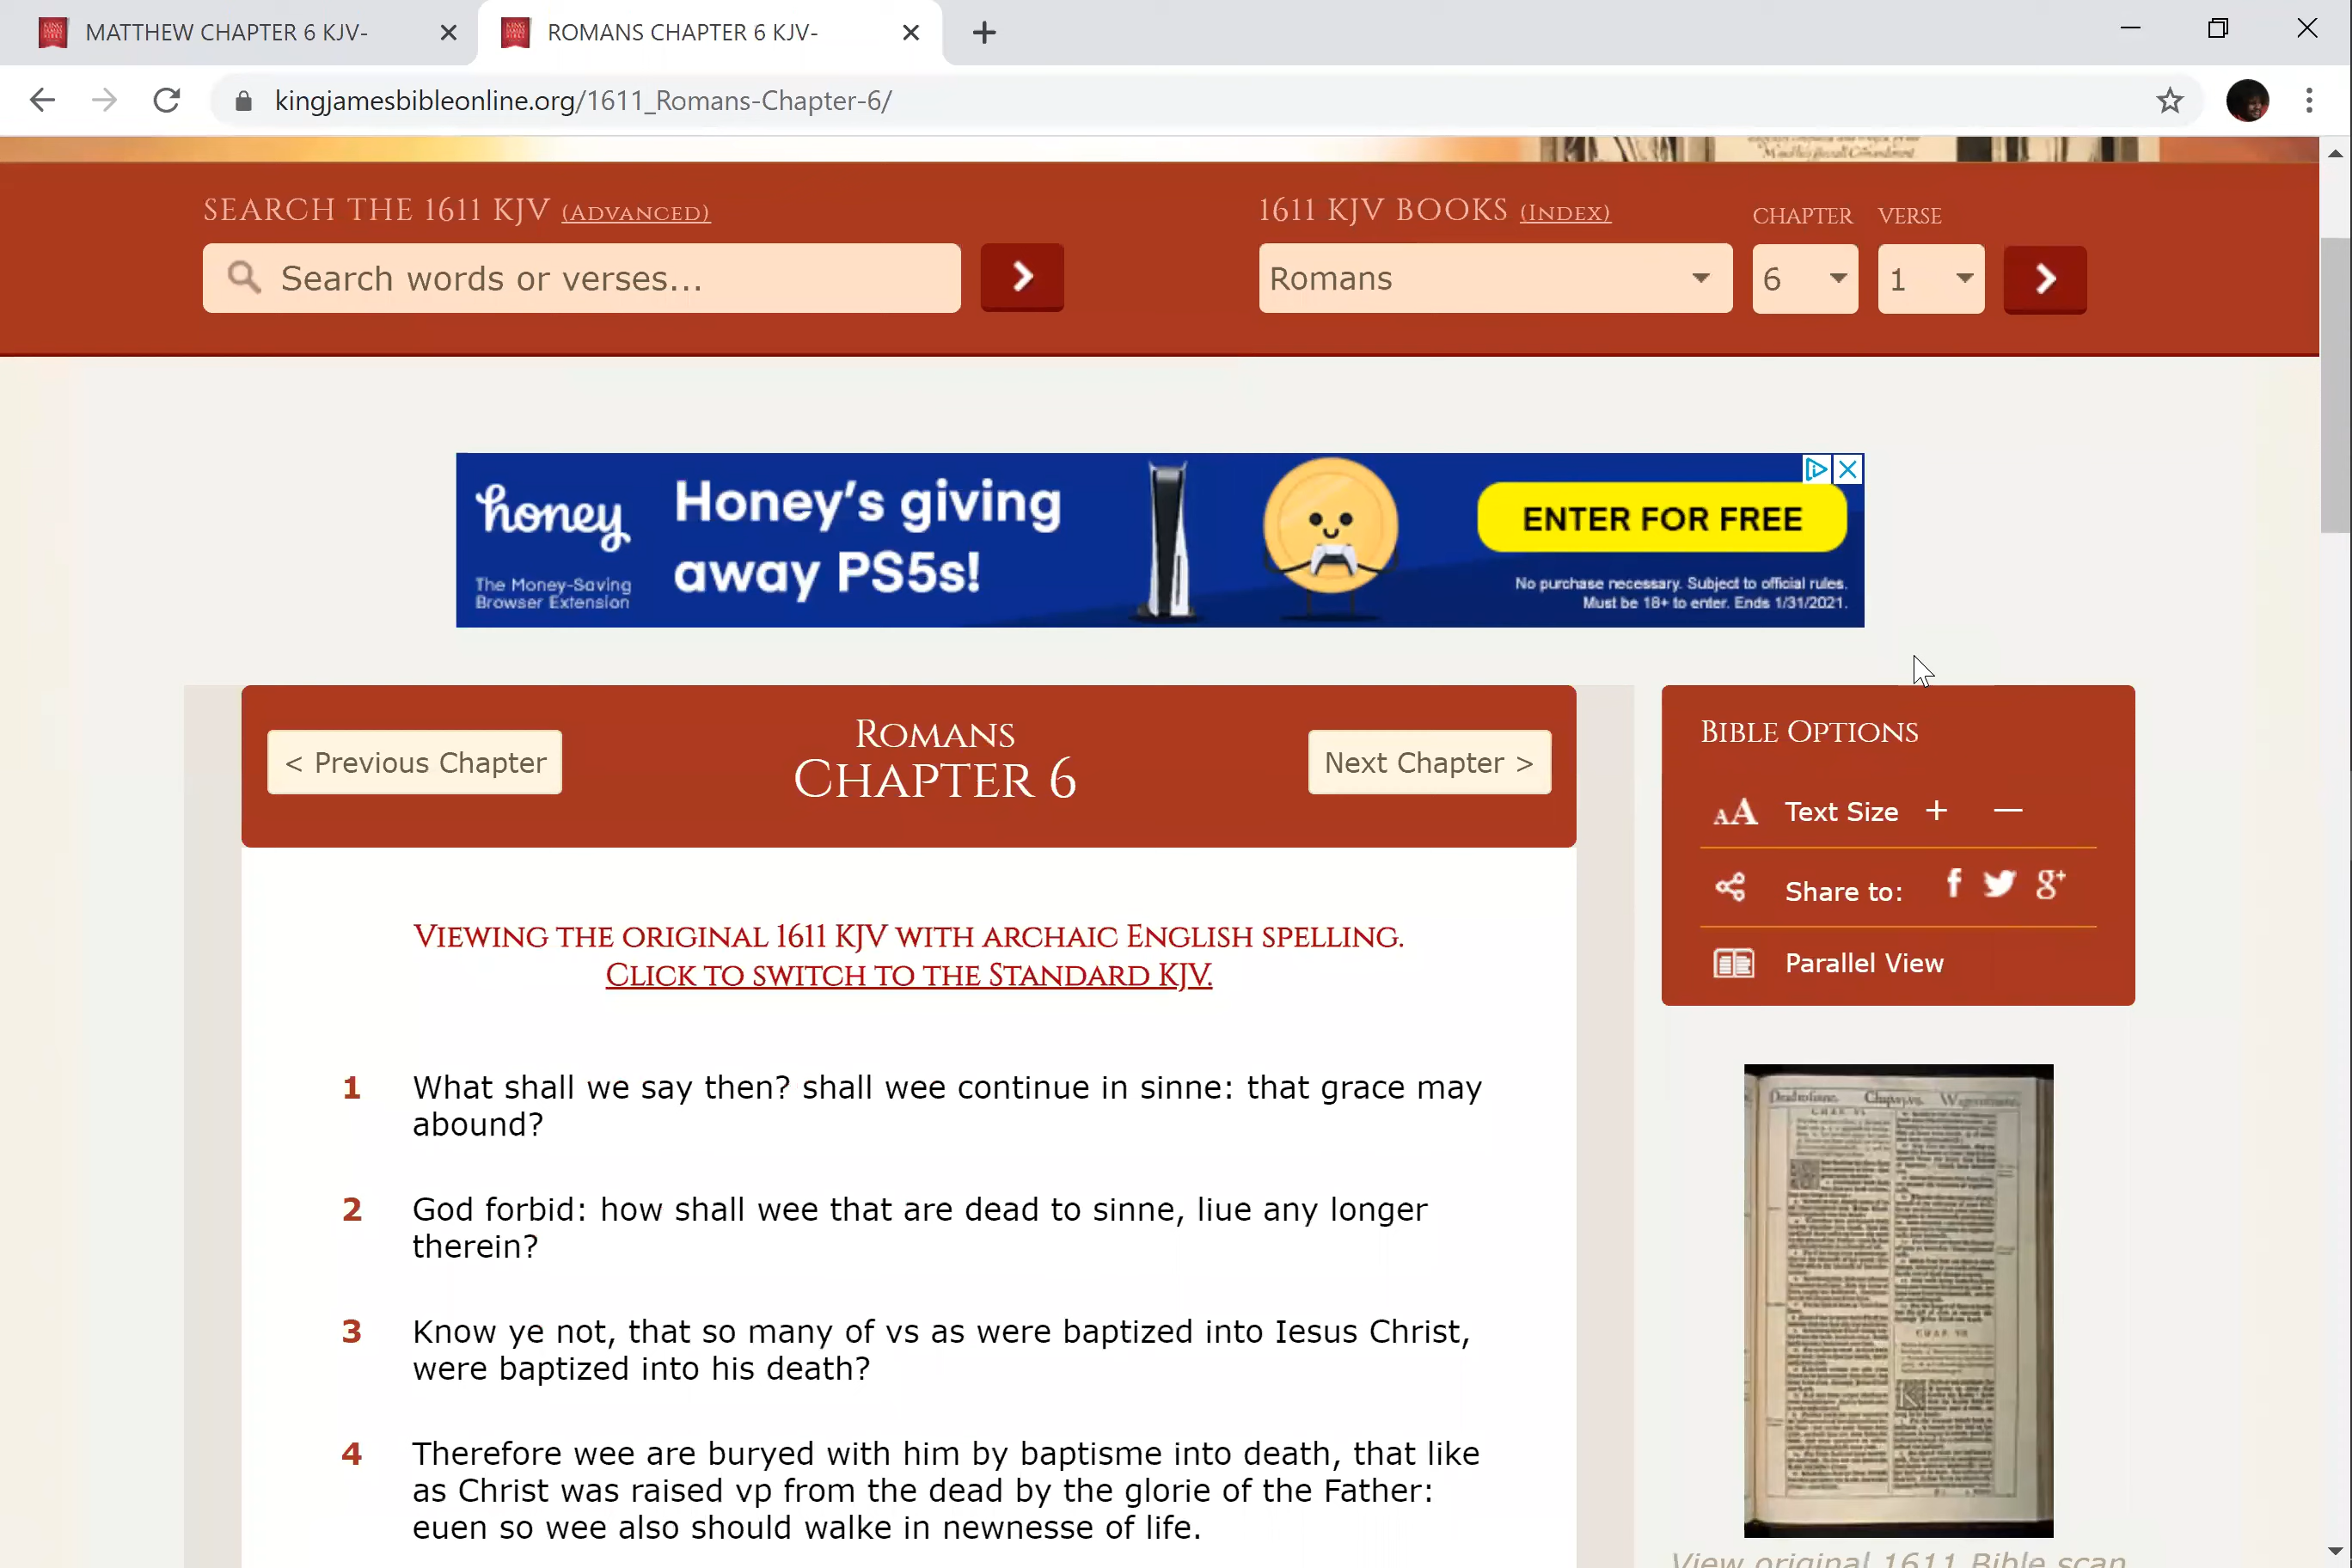 MATTHEW CHAPTER 6 KJV-
ROMANS CHAPTER 6 KJV-
kingjamesbibleonline.org/1611_Romans-Chapter-6/
SEARCH THE 1611 KJV (ADVANCED)
1611 KJV BOOKS (INDEX)
CHAPTER
VERSE
Search words or verses...
Romans
6
1
honey
The Money-Saving
Browser Extension
Honey's giving
away PS5s!
ENTER FOR FREE
No purchase necessary. Subject to official rules.
Must be 18+ to enter. Ends 1/31/2021.
< Previous Chapter
ROMANS
CHAPTER 6
Next Chapter >
BIBLE OPTIONS
AA Text Size + —
Share to: f g+
Parallel View
VIEWING THE ORIGINAL 1611 KJV WITH ARCHAIC ENGLISH SPELLING.
CLICK TO SWITCH TO THE STANDARD KJV.
1 What shall we say then? shall wee continue in sinne: that grace may
abound?
2 God forbid: how shall wee that are dead to sinne, liue any longer
therein?
3 Know ye not, that so many of vs as were baptized into Iesus Christ,
were baptized into his death?
4 Therefore wee are buryed with him by baptisme into death, that like
as Christ was raised vp from the dead by the glorie of the Father:
euen so wee also should walke in newnesse of life.
View original 1611 Bible scan